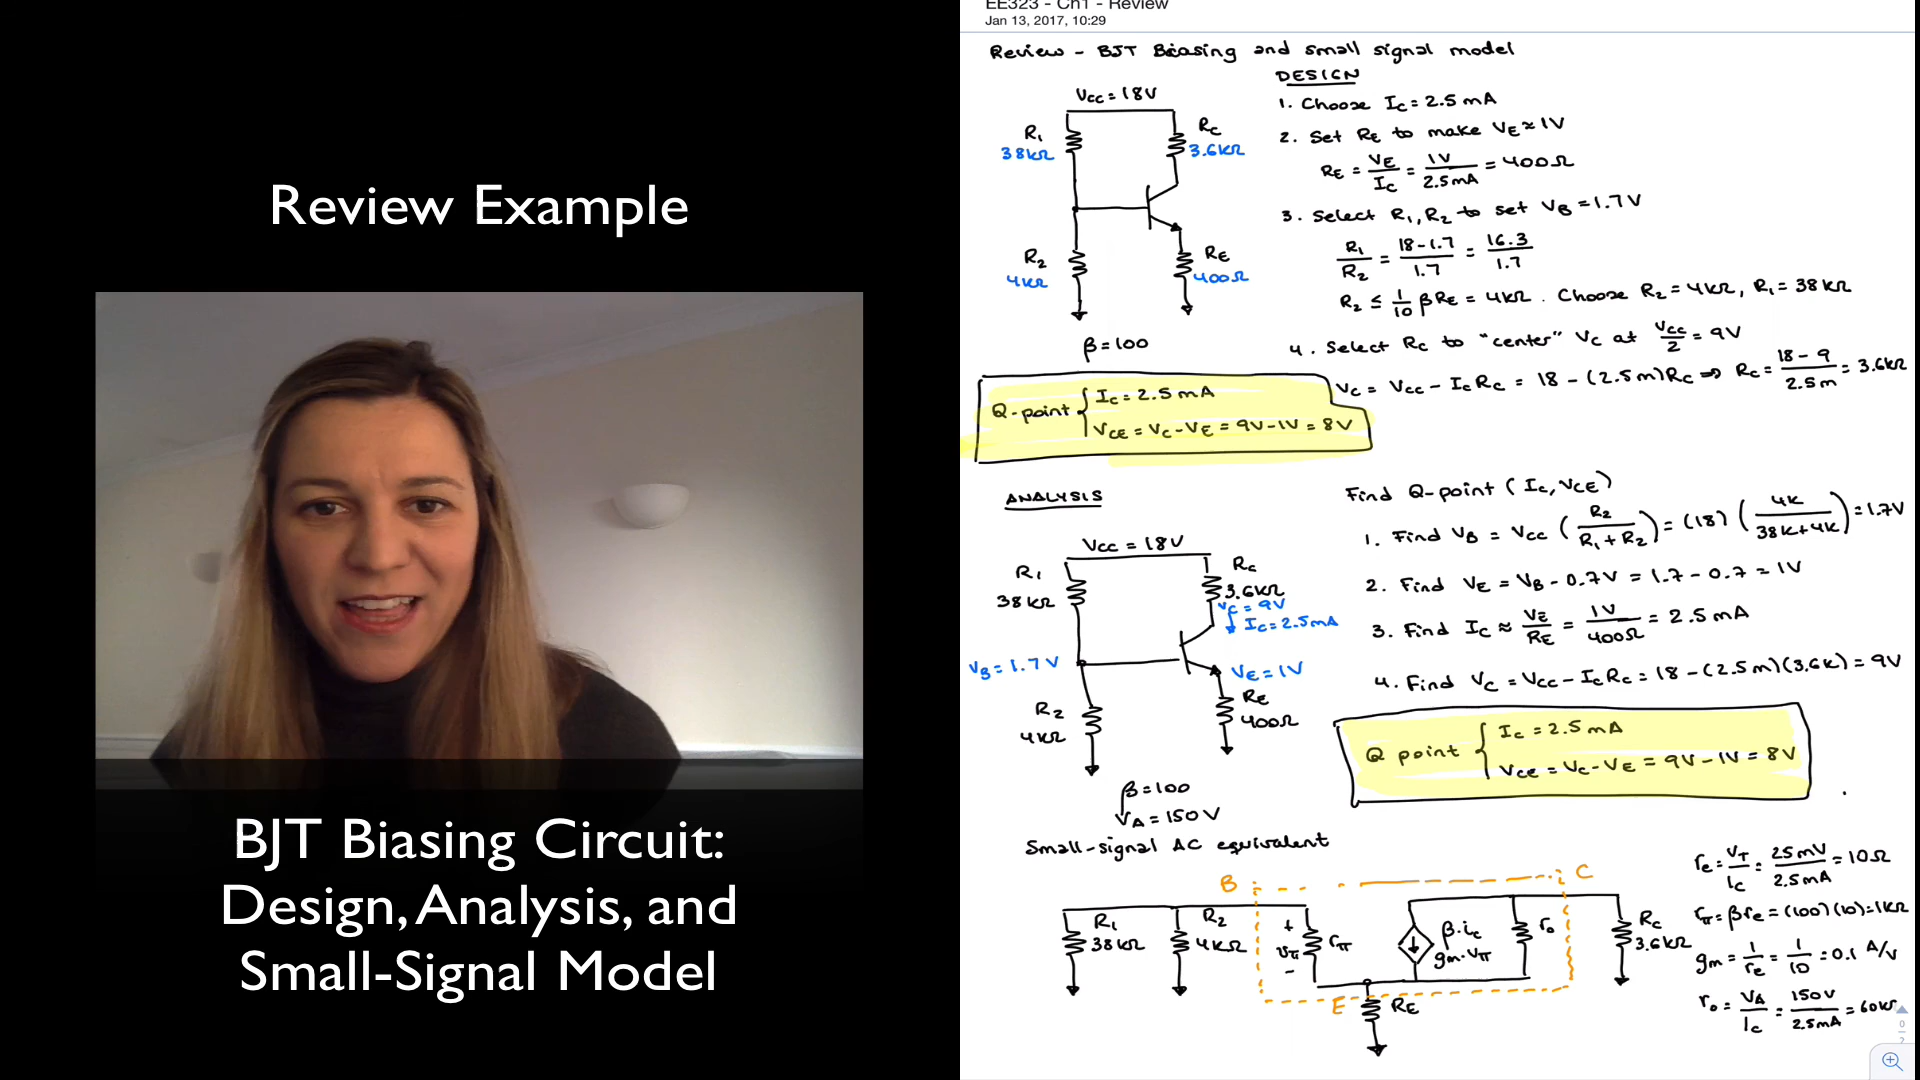 Review Example
BJT Biasing Circuit:
Design, Analysis, and
Small-Signal Model
EE323 - Ch1 - Review
Jan 13, 2017, 10:29
Review - BJT Biasing and small signal model
DESIGN
Vcc = 18V
R1
38kΩ
Rc
3.6kΩ
R2
4kΩ
RE
400Ω
β = 100
1. Choose Ic = 2.5 mA
2. Set RE to make VE ≈ 1V
RE = VE/Ic = 1V/2.5mA = 400Ω
3. Select R1, R2 to set VB = 1.7V
R1/R2 = 18-1.7/1.7 = 16.3/1.7
R2 ≤ 1/10 βRE = 4kΩ. Choose R2 = 4kΩ, R1 = 38kΩ
4. Select Rc to "center" Vc at Vcc/2 = 9V
Vc = Vcc - IcRc = 18 - (2.5m)Rc ⇒ Rc = 18-9/2.5m = 3.6kΩ
Q-point { Ic = 2.5 mA
VCE = Vc - VE = 9V - 1V = 8V
ANALYSIS
Vcc = 18V
R1
38kΩ
Rc
3.6kΩ
Vc = 9V
↓ Ic = 2.5mA
VB = 1.7V
VE = 1V
R2
4kΩ
RE
400Ω
β = 100
VA = 150V
Find Q-point (Ic, VCE)
1. Find VB = Vcc (R2/R1+R2) = (18) (4k/38k+4k) = 1.7V
2. Find VE = VB - 0.7V = 1.7 - 0.7 = 1V
3. Find Ic ≈ VE/RE = 1V/400Ω = 2.5 mA
4. Find Vc = Vcc - IcRc = 18 - (2.5m)(3.6k) = 9V
Q point { Ic = 2.5 mA
VCE = Vc - VE = 9V - 1V = 8V
Small-signal AC equivalent
B
C
R1
38kΩ
R2
4kΩ
+
vπ
-
rπ
β·ic
gm·vπ
ro
Rc
3.6kΩ
E
RE
re = VT/Ic = 25mV/2.5mA = 10Ω
rπ = βre = (100)(10) = 1kΩ
gm = 1/re = 1/10 = 0.1 A/V
ro = VA/Ic = 150V/2.5mA = 60kΩ